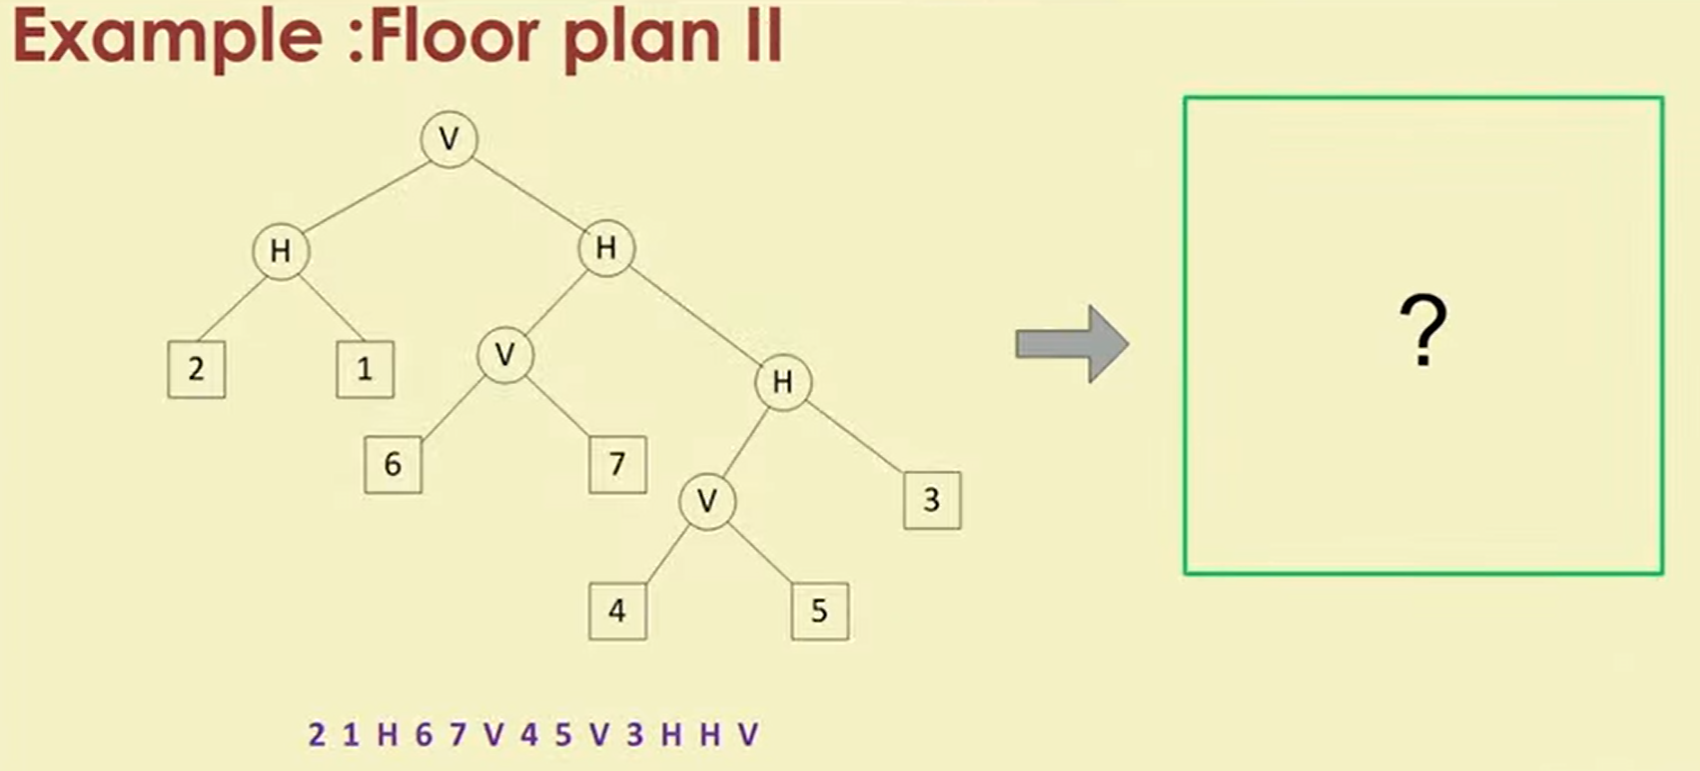 Example :Floor plan II
V
H H
V
2 1
H
6 7
V 3
4 5
?
2 1 H 6 7 V 4 5 V 3 H H V